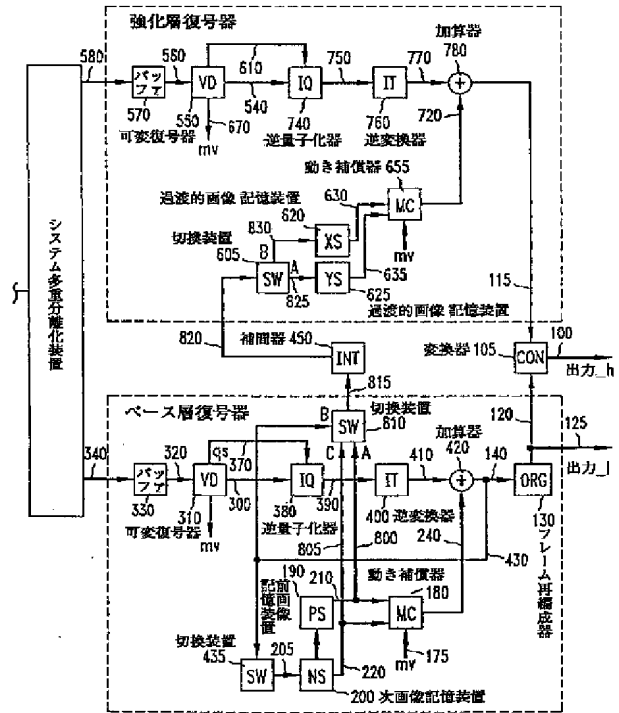 強化層復号器
580
バッファ
570
560
VD
550
610
540
IQ
740
750
IT
760
770
加算器
780
720
可変復号器
670
mv
逆量子化器
逆変換器
動き補償器 655
過渡的画像 記憶装置
630
MC
切換装置
830
620
XS
605
B
SW
A
825
YS
625
635
mv
過渡的画像 記憶装置
115
システム多重分離化装置
820
補間器 450
INT
815
変換器 105
CON
100
出力_h
ベース層復号器
切換装置
B
SW
810
C
A
120
125
出力_l
340
バッファ
330
320
VD
310
qs
370
300
IQ
380
390
IT
400
410
加算器
420
140
ORG
130
フレーム再編成器
可変復号器
mv
逆量子化器
805
800
逆変換器
240
430
前画像記憶装置
190
210
PS
動き補償器
180
MC
切換装置
435
SW
205
NS
220
mv
175
200 次画像記憶装置